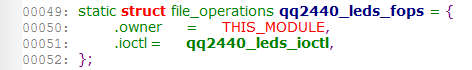 00049: static struct file_operations qq2440_leds_fops = {
00050: .owner = THIS_MODULE,
00051: .ioctl = qq2440_leds_ioctl,
00052: };